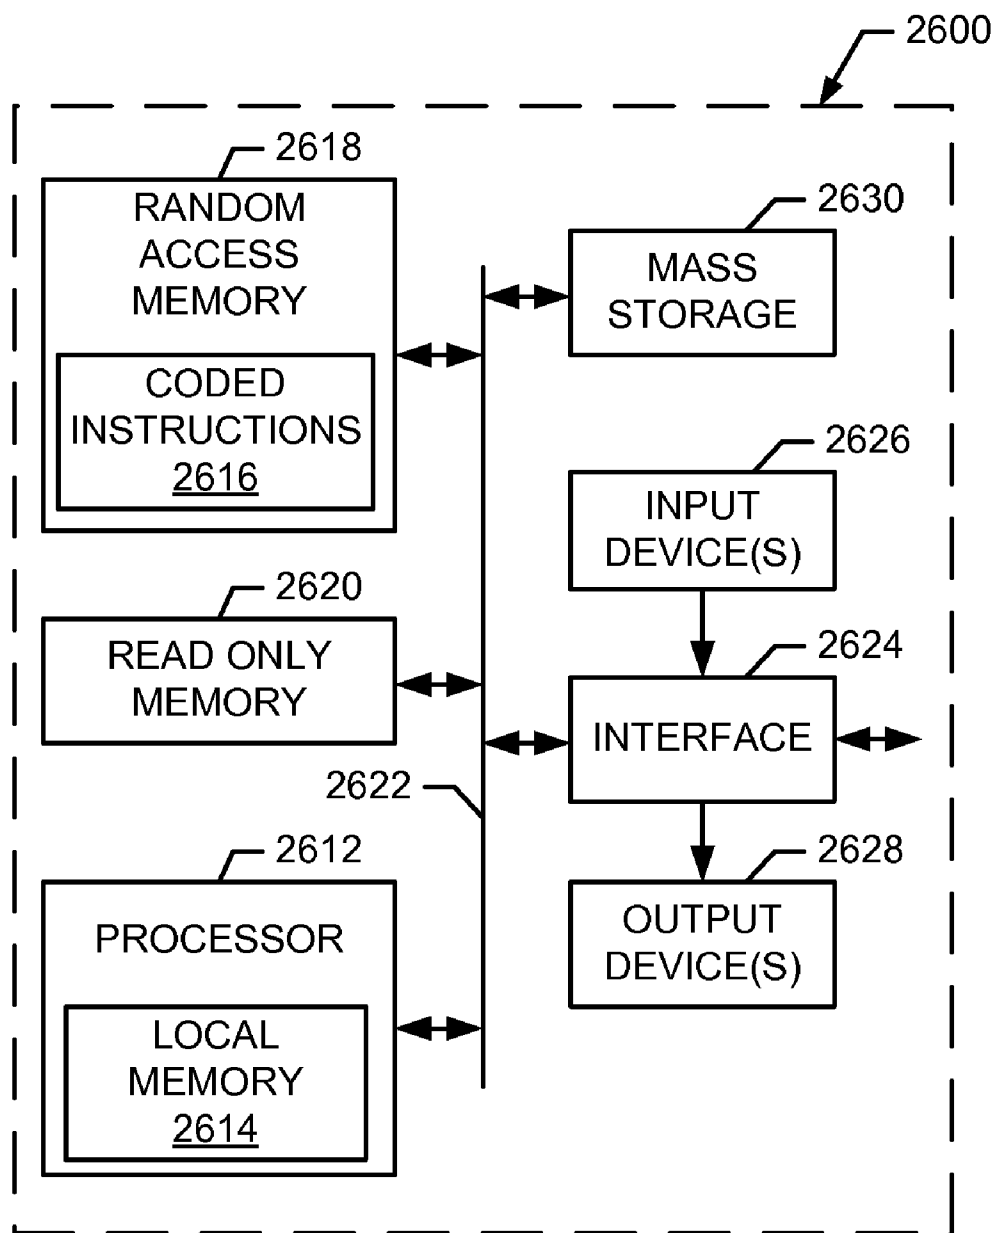 2600
2618
RANDOM
ACCESS
MEMORY
CODED
INSTRUCTIONS
2616
2630
MASS
STORAGE
2626
INPUT
DEVICE(S)
2620
READ ONLY
MEMORY
2624
INTERFACE
2622
2612
PROCESSOR
LOCAL
MEMORY
2614
2628
OUTPUT
DEVICE(S)